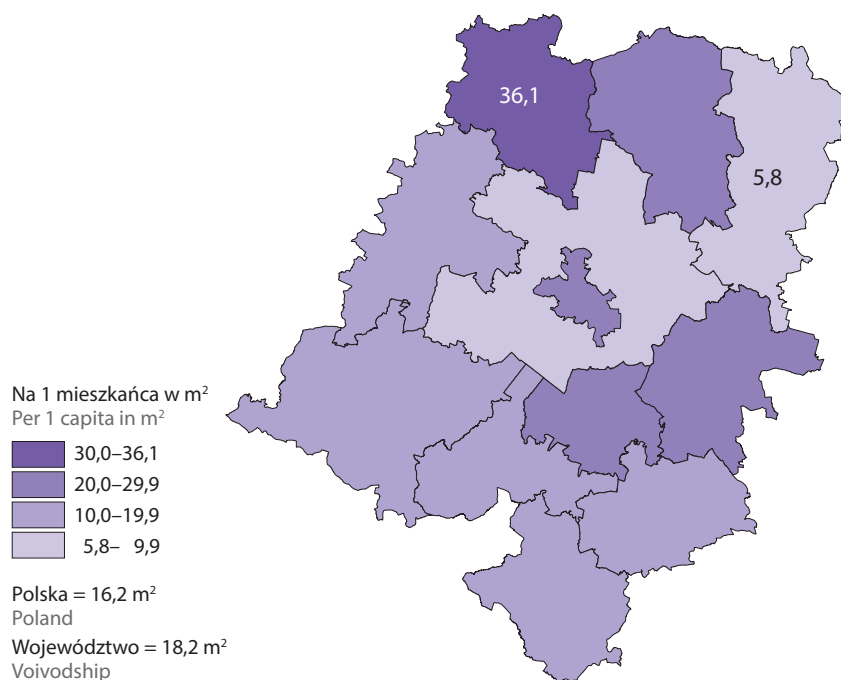 36,1
5,8
Na 1 mieszkańca w m²
Per 1 capita in m²
30,0–36,1
20,0–29,9
10,0–19,9
5,8– 9,9
Polska = 16,2 m²
Poland
Województwo = 18,2 m²
Voivodship